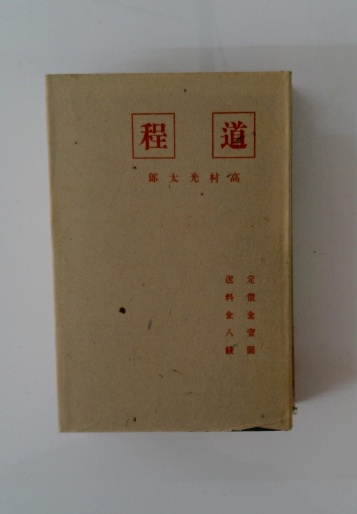 道程
高村光太郎
定價金壹圓
送料金八錢